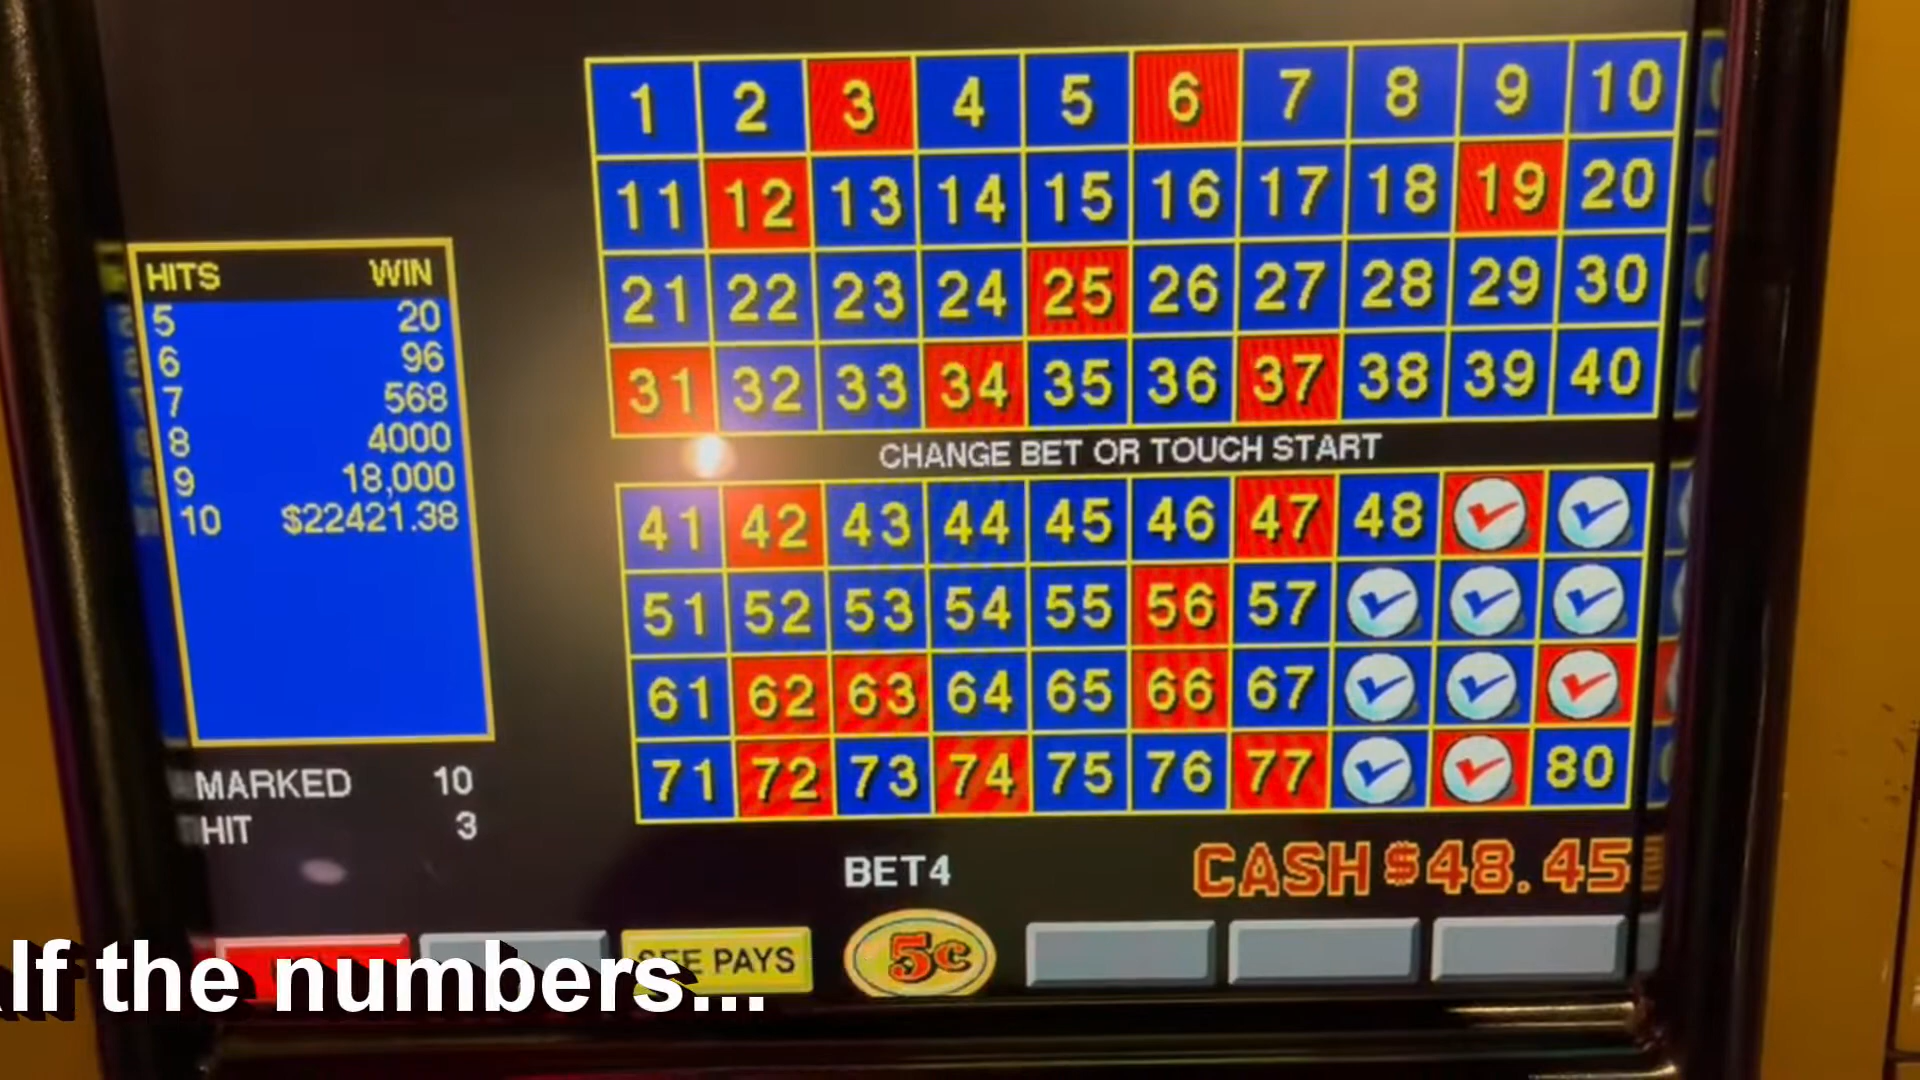 1 2 3 4 5 6 7 8 9 10
11 12 13 14 15 16 17 18 19 20
21 22 23 24 25 26 27 28 29 30
31 32 33 34 35 36 37 38 39 40
CHANGE BET OR TOUCH START
41 42 43 44 45 46 47 48
51 52 53 54 55 56 57
61 62 63 64 65 66 67
71 72 73 74 75 76 77 80
HITS WIN
5 20
6 96
7 568
8 4000
9 18,000
10 $22421.38
MARKED 10
HIT 3
BET4
CASH $48.45
PAYS
5¢
the numbers...